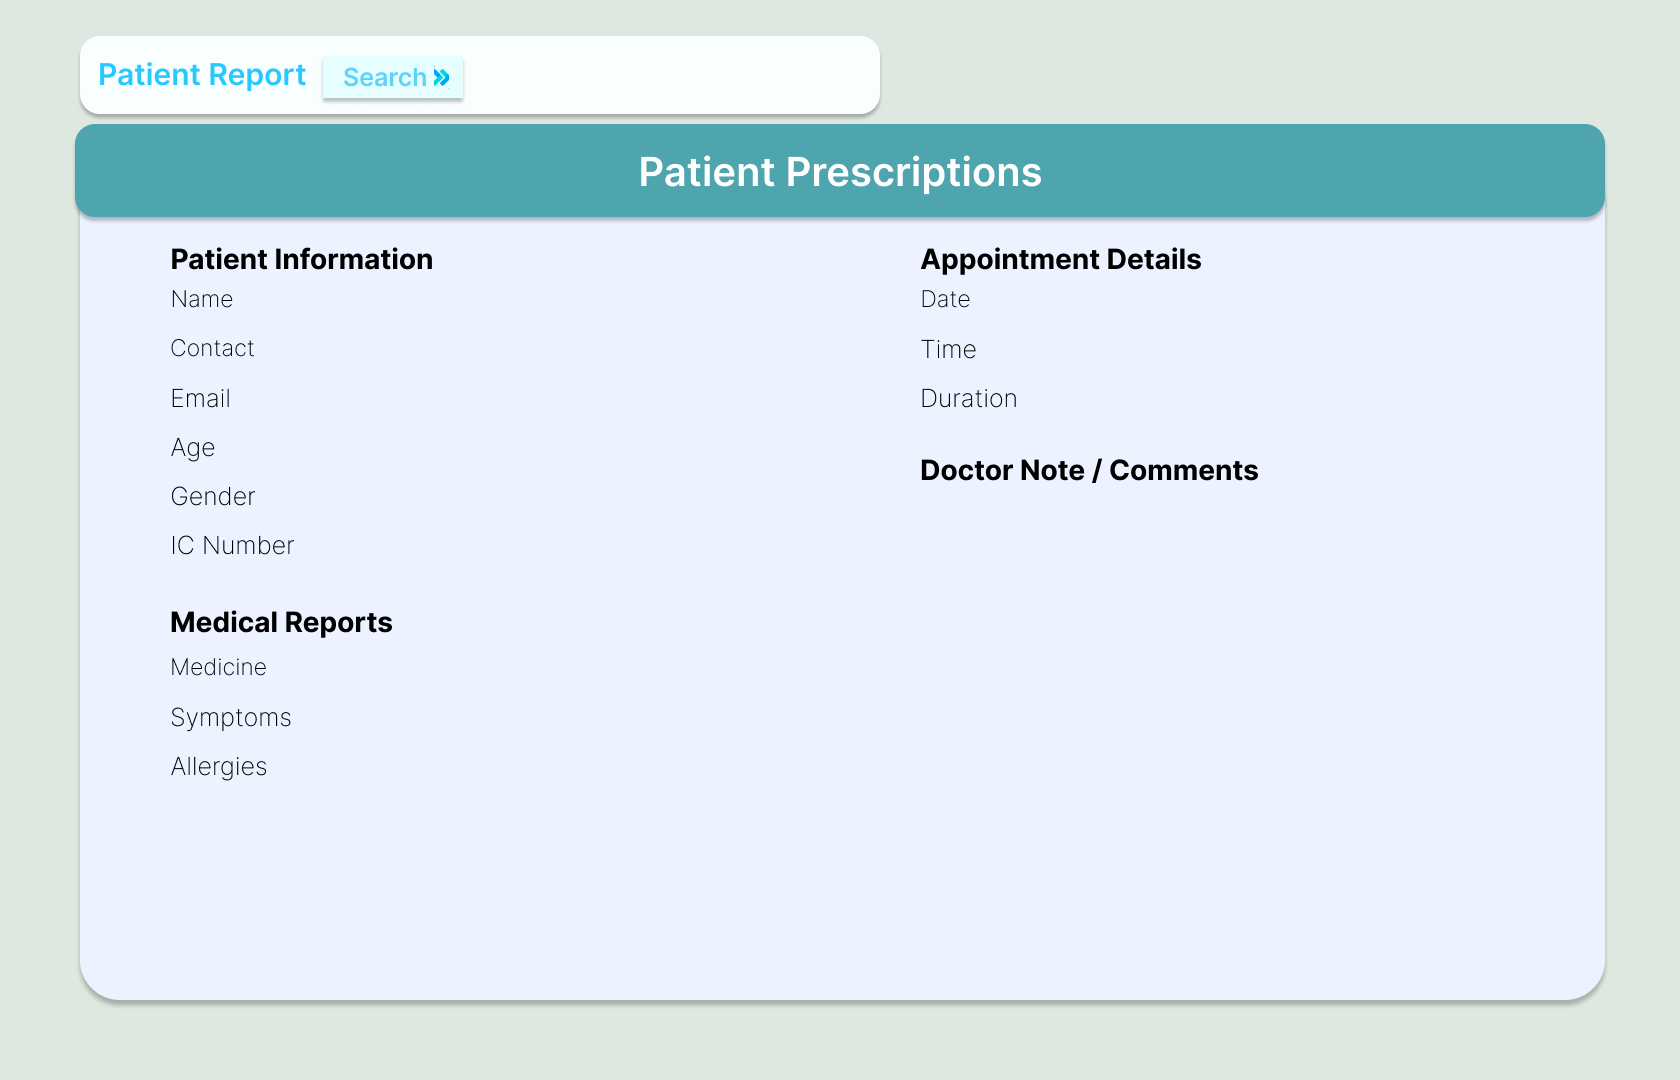 Patient Report
Search
Patient Prescriptions
Patient Information
Name
Contact
Email
Age
Gender
IC Number
Medical Reports
Medicine
Symptoms
Allergies
Appointment Details
Date
Time
Duration
Doctor Note / Comments